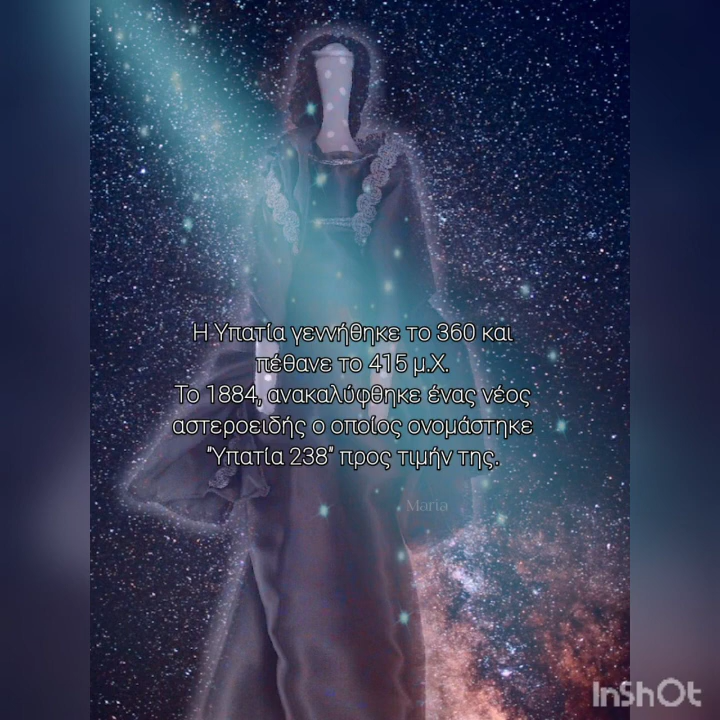 Η Υπατία γεννήθηκε το 360 και
πέθανε το 415 μ.Χ.
Το 1884, ανακαλύφθηκε ένας νέος
αστεροειδής ο οποίος ονομάστηκε
"Υπατία 238" προς τιμήν της.
Maria
InShOt